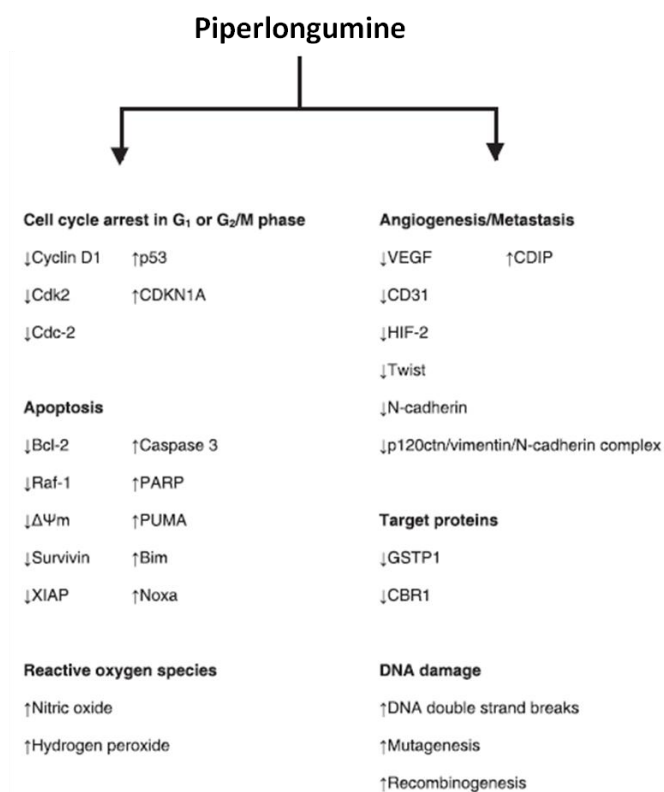 Piperlongumine
Cell cycle arrest in G₁ or G₂/M phase
↓Cyclin D1 ↑p53
↓Cdk2 ↑CDKN1A
↓Cdc-2
Apoptosis
↓Bcl-2 ↑Caspase 3
↓Raf-1 ↑PARP
↓ΔΨm ↑PUMA
↓Survivin ↑Bim
↓XIAP ↑Noxa
Reactive oxygen species
↑Nitric oxide
↑Hydrogen peroxide
Angiogenesis/Metastasis
↓VEGF ↑CDIP
↓CD31
↓HIF-2
↓Twist
↓N-cadherin
↓p120ctn/vimentin/N-cadherin complex
Target proteins
↓GSTP1
↓CBR1
DNA damage
↑DNA double strand breaks
↑Mutagenesis
↑Recombinogenesis